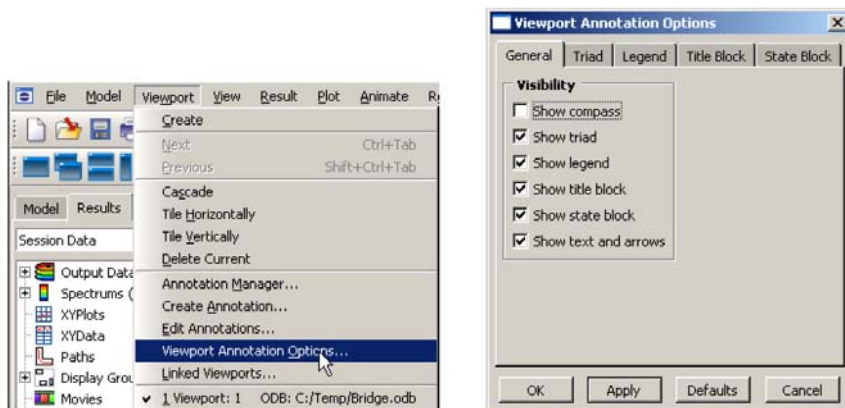 File Model Viewport View Result Plot Animate
Create
Next Ctrl+Tab
Previous Shift+Ctrl+Tab
Cascade
Tile Horizontally
Tile Vertically
Delete Current
Annotation Manager...
Create Annotation...
Edit Annotations...
Viewport Annotation Options...
Linked Viewports...
✓ 1 Viewport: 1 ODB: C:/Temp/Bridge.odb
Model Results
Session Data
Output Data
Spectrums (
XYPlots
XYData
Paths
Display Grou
Movies
Viewport Annotation Options
General Triad Legend Title Block State Block
Visibility
Show compass
Show triad
Show legend
Show title block
Show state block
Show text and arrows
OK Apply Defaults Cancel